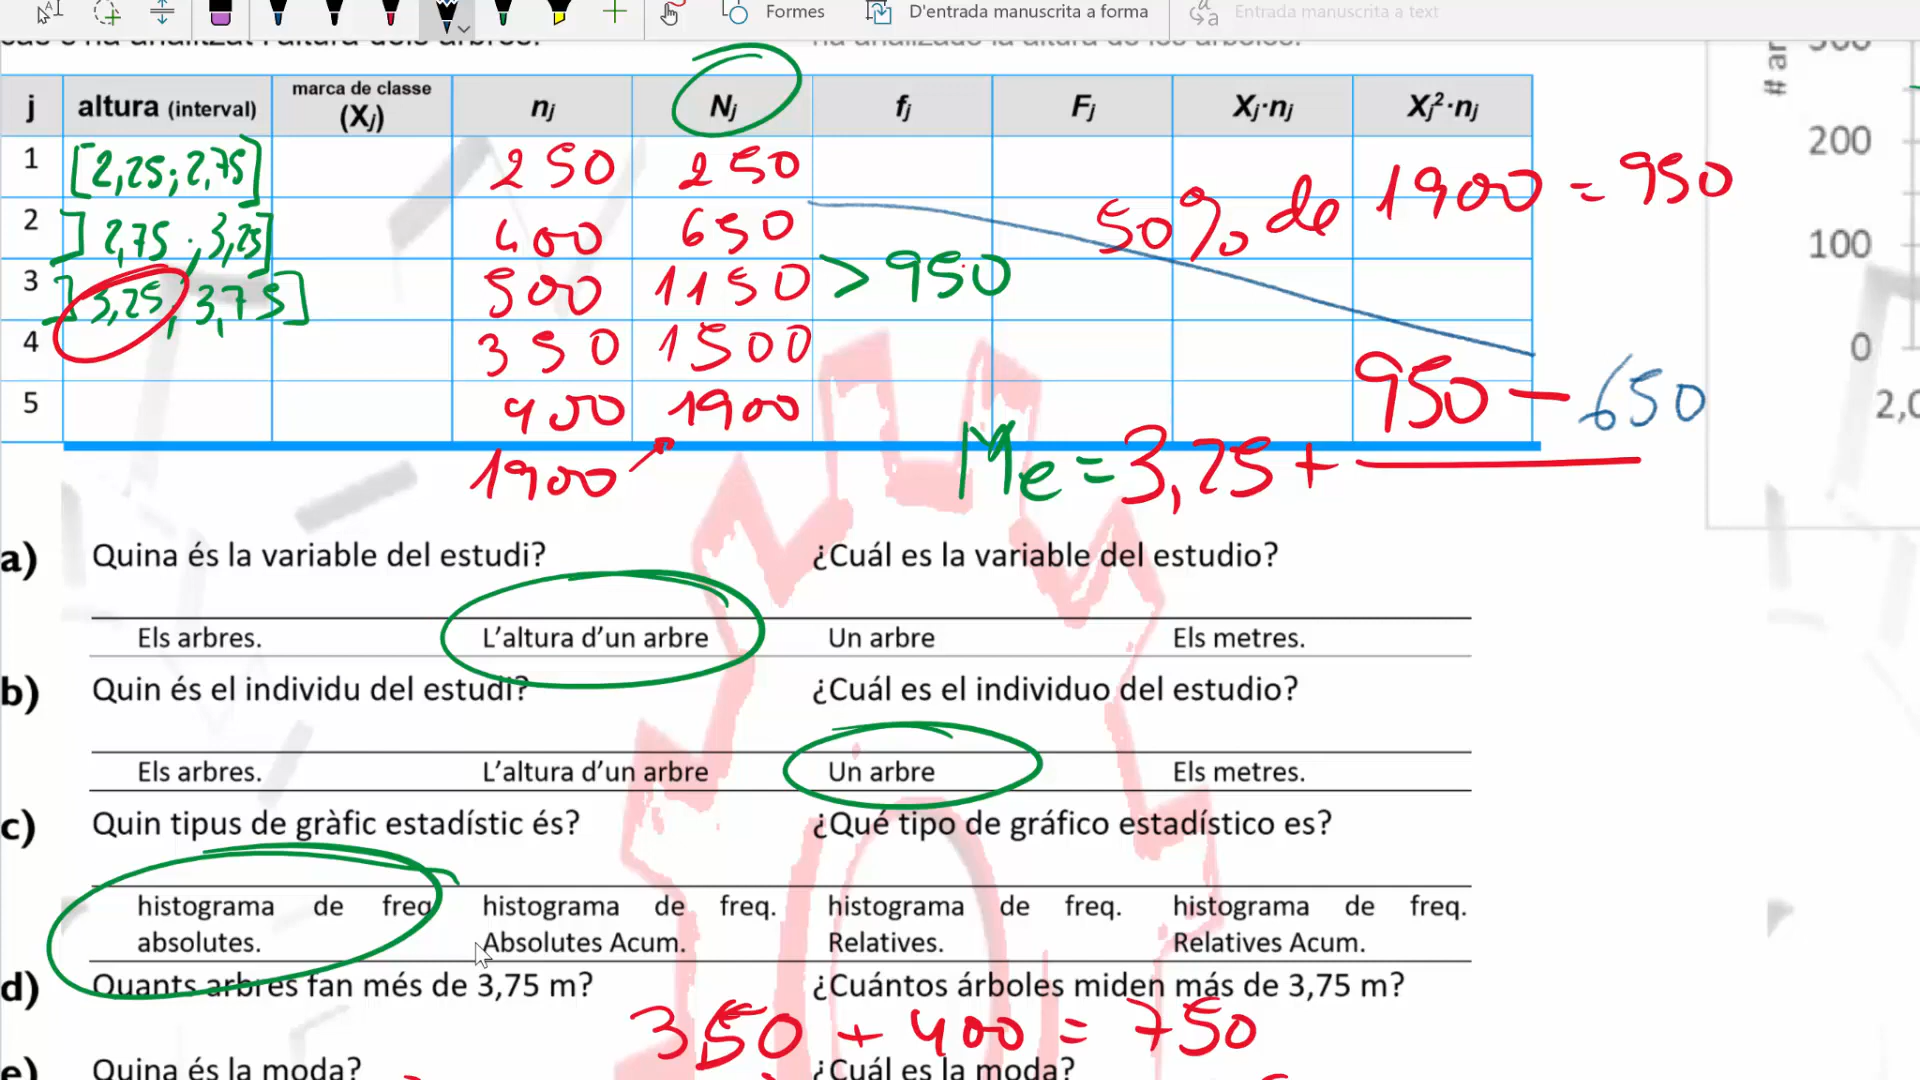 Formes D'entrada manuscrita a forma Entrada manuscrita a text
j altura (interval) marca de classe (Xj) nj Nj fj Fj Xj·nj Xj²·nj
1 [2,25; 2,75] 250 250
2 ]2,75; 3,25] 400 650
3 ]3,25; 3,75] 500 1150 > 950
4 350 1500
5 400 1900
1900
50% de 1900 = 950
950 - 650
Me = 3,25 +
# ar
200
100
0
2,0
a) Quina és la variable del estudi? ¿Cuál es la variable del estudio?
Els arbres. L'altura d'un arbre Un arbre Els metres.
b) Quin és el individu del estudi? ¿Cuál es el individuo del estudio?
Els arbres. L'altura d'un arbre Un arbre Els metres.
c) Quin tipus de gràfic estadístic és? ¿Qué tipo de gráfico estadístico es?
histograma de freq. histograma de freq. histograma de freq. histograma de freq.
absolutes. Absolutes Acum. Relatives. Relatives Acum.
d) Quants arbres fan més de 3,75 m? ¿Cuántos árboles miden más de 3,75 m?
350 + 400 = 750
e) Quina és la moda? ¿Cuál es la moda?